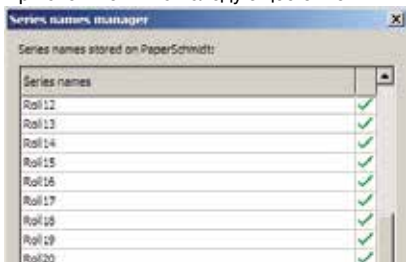 Series names manager
Series names stored on PaperSchmidt:
Series names
Roll12
Roll13
Roll14
Roll15
Roll16
Roll17
Roll18
Roll19
Roll20